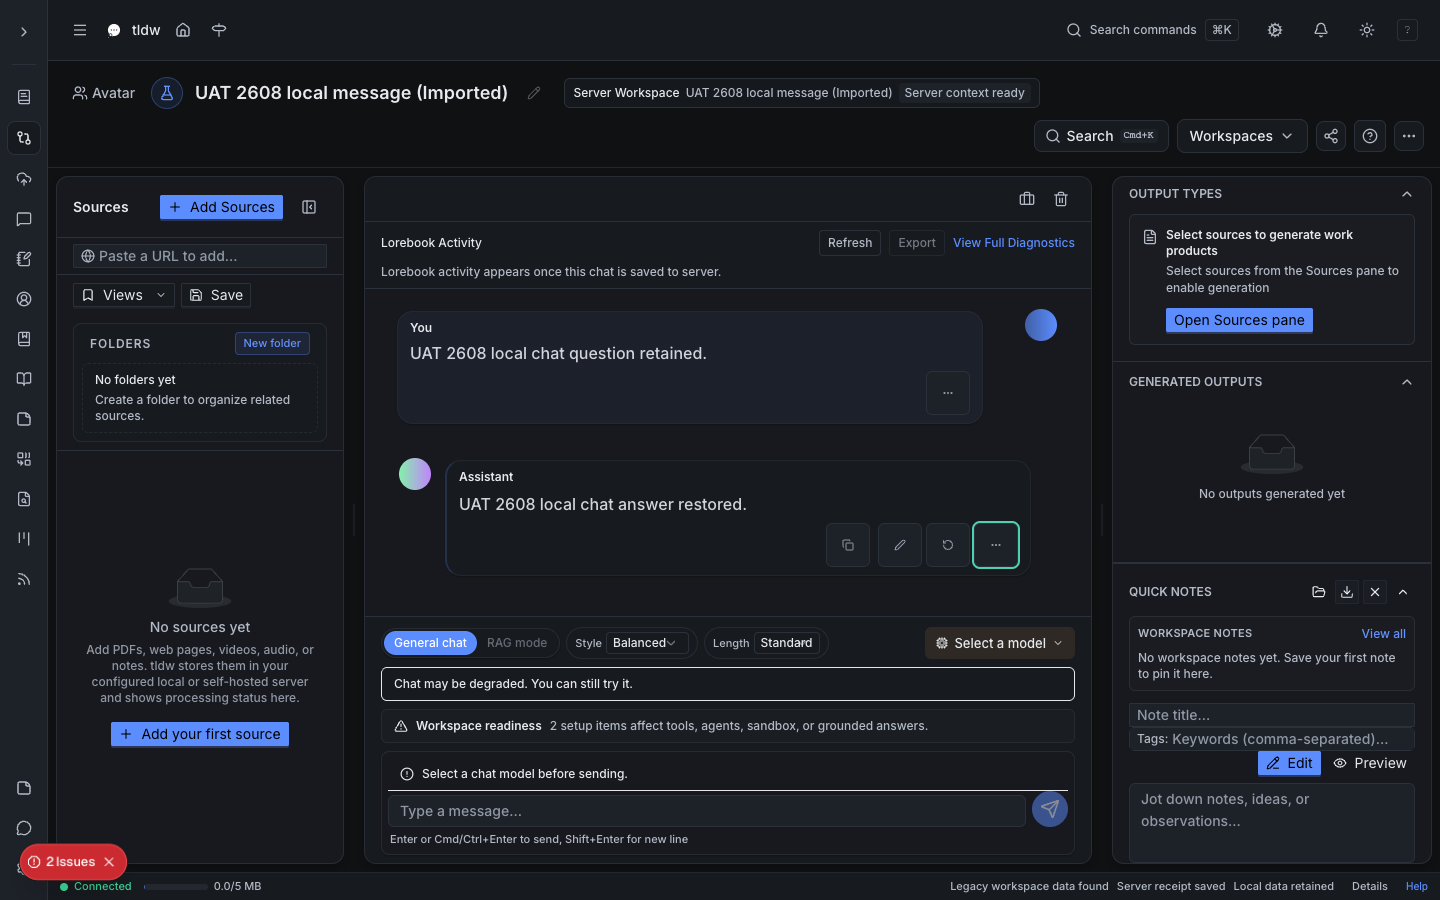 tldw
Search commands
⌘K
?
Avatar
UAT 2608 local message (Imported)
Server Workspace UAT 2608 local message (Imported) Server context ready
Search Cmd+K
Workspaces
Sources
+ Add Sources
Paste a URL to add...
Views
Save
FOLDERS
New folder
No folders yet
Create a folder to organize related
sources.
No sources yet
Add PDFs, web pages, videos, audio, or
notes. tldw stores them in your
configured local or self-hosted server
and shows processing status here.
+ Add your first source
Lorebook Activity
Refresh
Export
View Full Diagnostics
Lorebook activity appears once this chat is saved to server.
You
UAT 2608 local chat question retained.
Assistant
UAT 2608 local chat answer restored.
General chat
RAG mode
Style Balanced
Length Standard
Select a model
Chat may be degraded. You can still try it.
Workspace readiness 2 setup items affect tools, agents, sandbox, or grounded answers.
Select a chat model before sending.
Type a message...
Enter or Cmd/Ctrl+Enter to send, Shift+Enter for new line
OUTPUT TYPES
Select sources to generate work
products
Select sources from the Sources pane to
enable generation
Open Sources pane
GENERATED OUTPUTS
No outputs generated yet
QUICK NOTES
WORKSPACE NOTES
View all
No workspace notes yet. Save your first note
to pin it here.
Note title...
Tags: Keywords (comma-separated)...
Edit
Preview
Jot down notes, ideas, or
observations...
2 Issues
Connected
0.0/5 MB
Legacy workspace data found
Server receipt saved
Local data retained
Details
Help